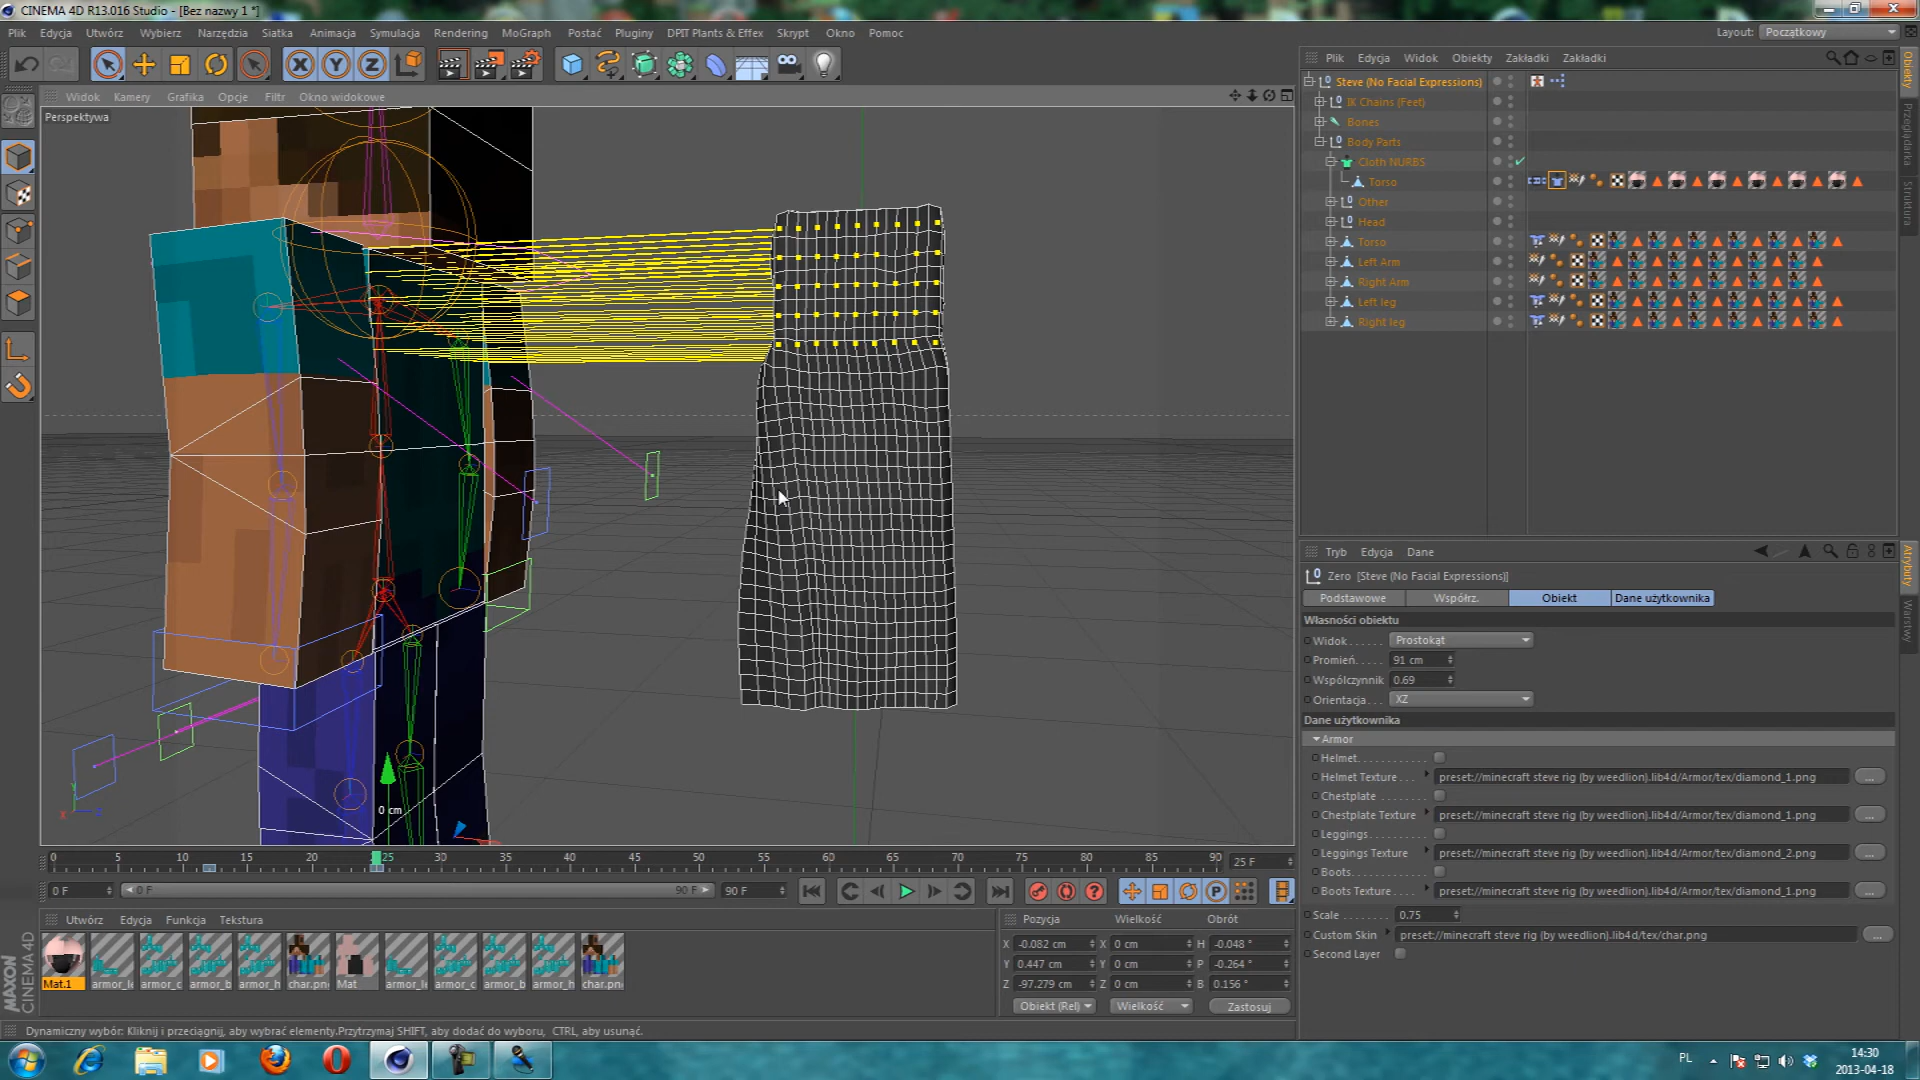 CINEMA 4D R13.016 Studio - [Bez nazwy 1 *]
Plik Edycja Utwórz Wybierz Narzędzia Siatka Animacja Symulacja Rendering MoGraph Postać Pluginy DPIT Plants & Effex Skrypt Okno Pomoc
Layout: Początkowy
Plik Edycja Widok Obiekty Zakładki Zakładki
Widok Kamery Grafika Opcje Filtr Okno widokowe
Perspektywa
Steve (No Facial Expressions)
IK Chains (Feet)
Bones
Body Parts
Cloth NURBS
Torso
Other
Head
Torso
Left Arm
Right Arm
Left leg
Right leg
Obiekty
Przeglądarka
Struktura
Tryb Edycja Dane
Zero [Steve (No Facial Expressions)]
Podstawowe Współrz. Obiekt Dane użytkownika
Własności obiektu
Widok Prostokąt
Promień 91 cm
Współczynnik 0.69
Orientacja XZ
Dane użytkownika
Armor
Helmet
Helmet Texture preset://minecraft steve rig (by weedlion).lib4d/Armor/tex/diamond_1.png ...
Chestplate
Chestplate Texture preset://minecraft steve rig (by weedlion).lib4d/Armor/tex/diamond_1.png ...
Leggings
Leggings Texture preset://minecraft steve rig (by weedlion).lib4d/Armor/tex/diamond_2.png ...
Boots
Boots Texture preset://minecraft steve rig (by weedlion).lib4d/Armor/tex/diamond_1.png ...
Scale 0.75
Custom Skin preset://minecraft steve rig (by weedlion).lib4d/tex/char.png ...
Second Layer
Atrybuty
Warstwy
0 cm
Y
X
0 5 10 15 20 25 30 35 40 45 50 55 60 65 70 75 80 85 90 25 F
0 F 0 F 90 F 90 F
Utwórz Edycja Funkcja Tekstura
Mat.1 armor_le armor_c armor_b armor_h char.pn Mat armor_le armor_c armor_b armor_h char.pn
Pozycja Wielkość Obrót
X -0.082 cm X 0 cm H -0.048 °
Y 0.447 cm Y 0 cm P -0.264 °
Z -97.279 cm Z 0 cm B 0.156 °
Obiekt (Rel) Wielkość Zastosuj
MAXON CINEMA 4D
Dynamiczny wybór: Kliknij i przeciągnij, aby wybrać elementy.Przytrzymaj SHIFT, aby dodać do wyboru, CTRL, aby usunąć.
PL
14:30
2013-04-18